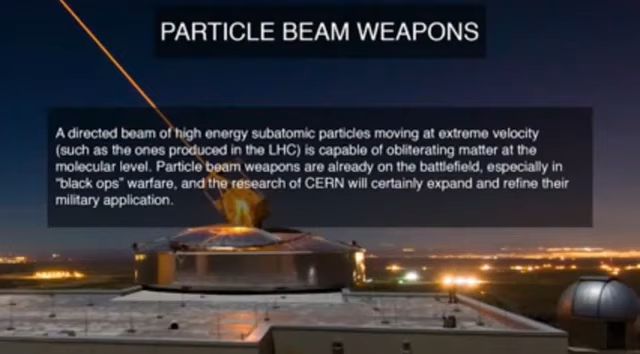 PARTICLE BEAM WEAPONS
A directed beam of high energy subatomic particles moving at extreme velocity
(such as the ones produced in the LHC) is capable of obliterating matter at the
molecular level. Particle beam weapons are already on the battlefield, especially in
"black ops" warfare, and the research of CERN will certainly expand and refine their
military application.